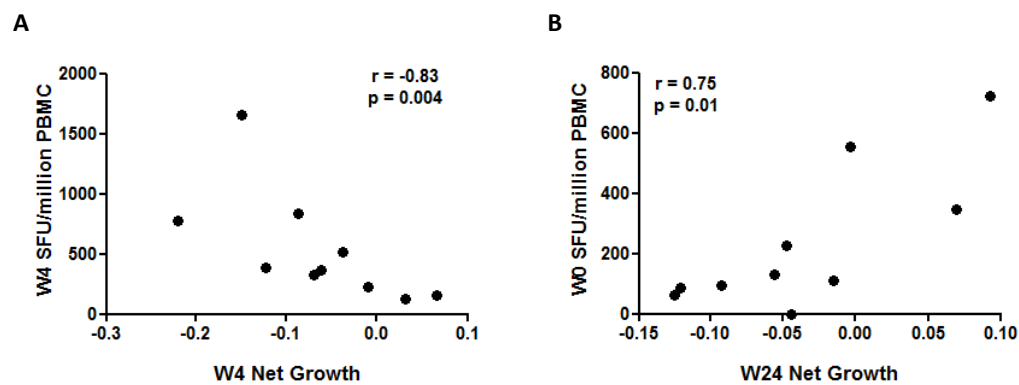 A
W4 SFU/million PBMC
2000
1500
1000
500
0
r = -0.83
p = 0.004
-0.3
-0.2
-0.1
0.0
0.1
W4 Net Growth
B
W0 SFU/million PBMC
800
600
400
200
0
r = 0.75
p = 0.01
-0.15
-0.10
-0.05
0.00
0.05
0.10
W24 Net Growth